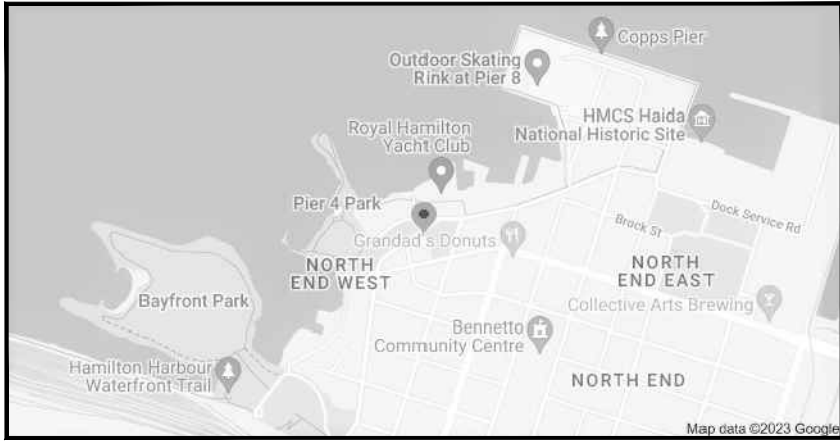 Copps Pier
Outdoor Skating
Rink at Pier 8
HMCS Haida
National Historic Site
Royal Hamilton
Yacht Club
Pier 4 Park
Dock Service Rd
Brock St
Grandad's Donuts
NORTH
END WEST
NORTH
END EAST
Bayfront Park
Collective Arts Brewing
Bennetto
Community Centre
Hamilton Harbour
Waterfront Trail
NORTH END
Map data ©2023 Google